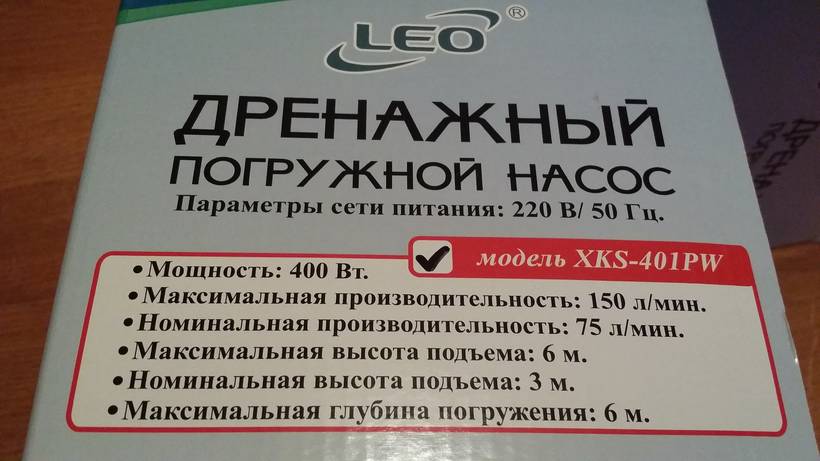 LEO®
ДРЕНАЖНЫЙ
ПОГРУЖНОЙ НАСОС
Параметры сети питания: 220 В/ 50 Гц.
модель XKS-401PW
• Мощность: 400 Вт.
• Максимальная производительность: 150 л/мин.
• Номинальная производительность: 75 л/мин.
• Максимальная высота подъема: 6 м.
• Номинальная высота подъема: 3 м.
• Максимальная глубина погружения: 6 м.
ДРЕНА